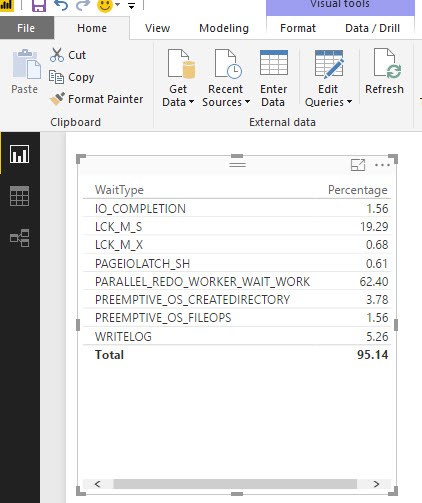 Visual tools
File Home View Modeling Format Data / Drill
Cut
Copy
Paste
Format Painter
Get Data Recent Sources Enter Data Edit Queries Refresh
Clipboard External data
WaitType Percentage
IO_COMPLETION 1.56
LCK_M_S 19.29
LCK_M_X 0.68
PAGEIOLATCH_SH 0.61
PARALLEL_REDO_WORKER_WAIT_WORK 62.40
PREEMPTIVE_OS_CREATEDIRECTORY 3.78
PREEMPTIVE_OS_FILEOPS 1.56
WRITELOG 5.26
Total 95.14